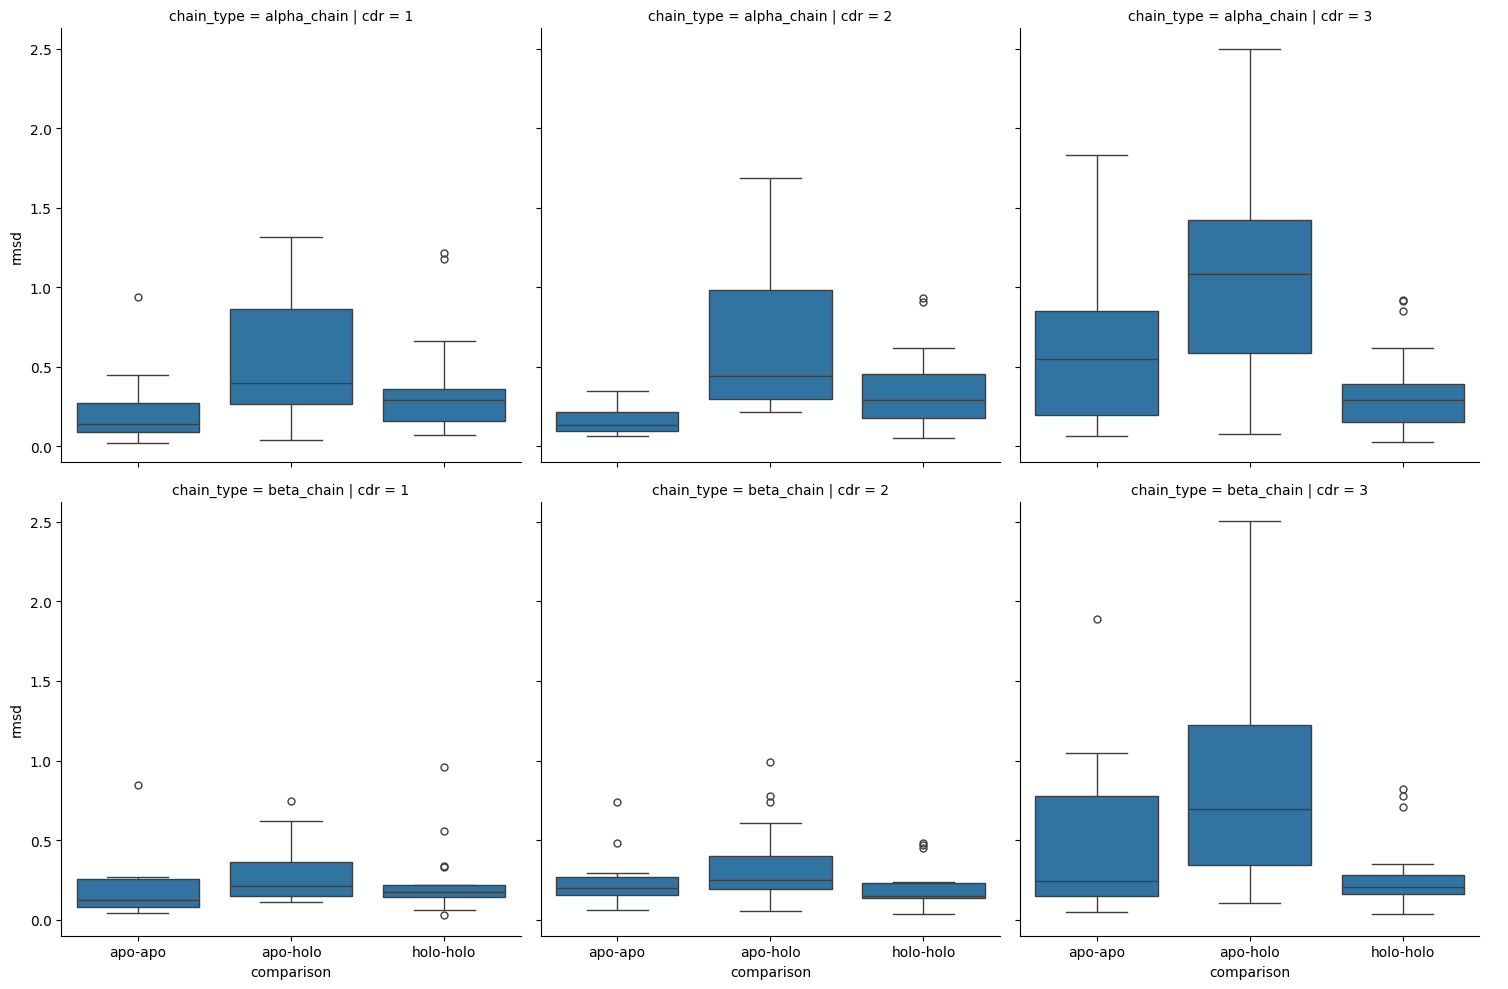 chain_type = alpha_chain | cdr = 1
chain_type = alpha_chain | cdr = 2
chain_type = alpha_chain | cdr = 3
2.5
2.0
1.5
1.0
0.5
0.0
rmsd
chain_type = beta_chain | cdr = 1
chain_type = beta_chain | cdr = 2
chain_type = beta_chain | cdr = 3
2.5
2.0
1.5
1.0
0.5
0.0
rmsd
apo-apo apo-holo holo-holo
comparison
apo-apo apo-holo holo-holo
comparison
apo-apo apo-holo holo-holo
comparison